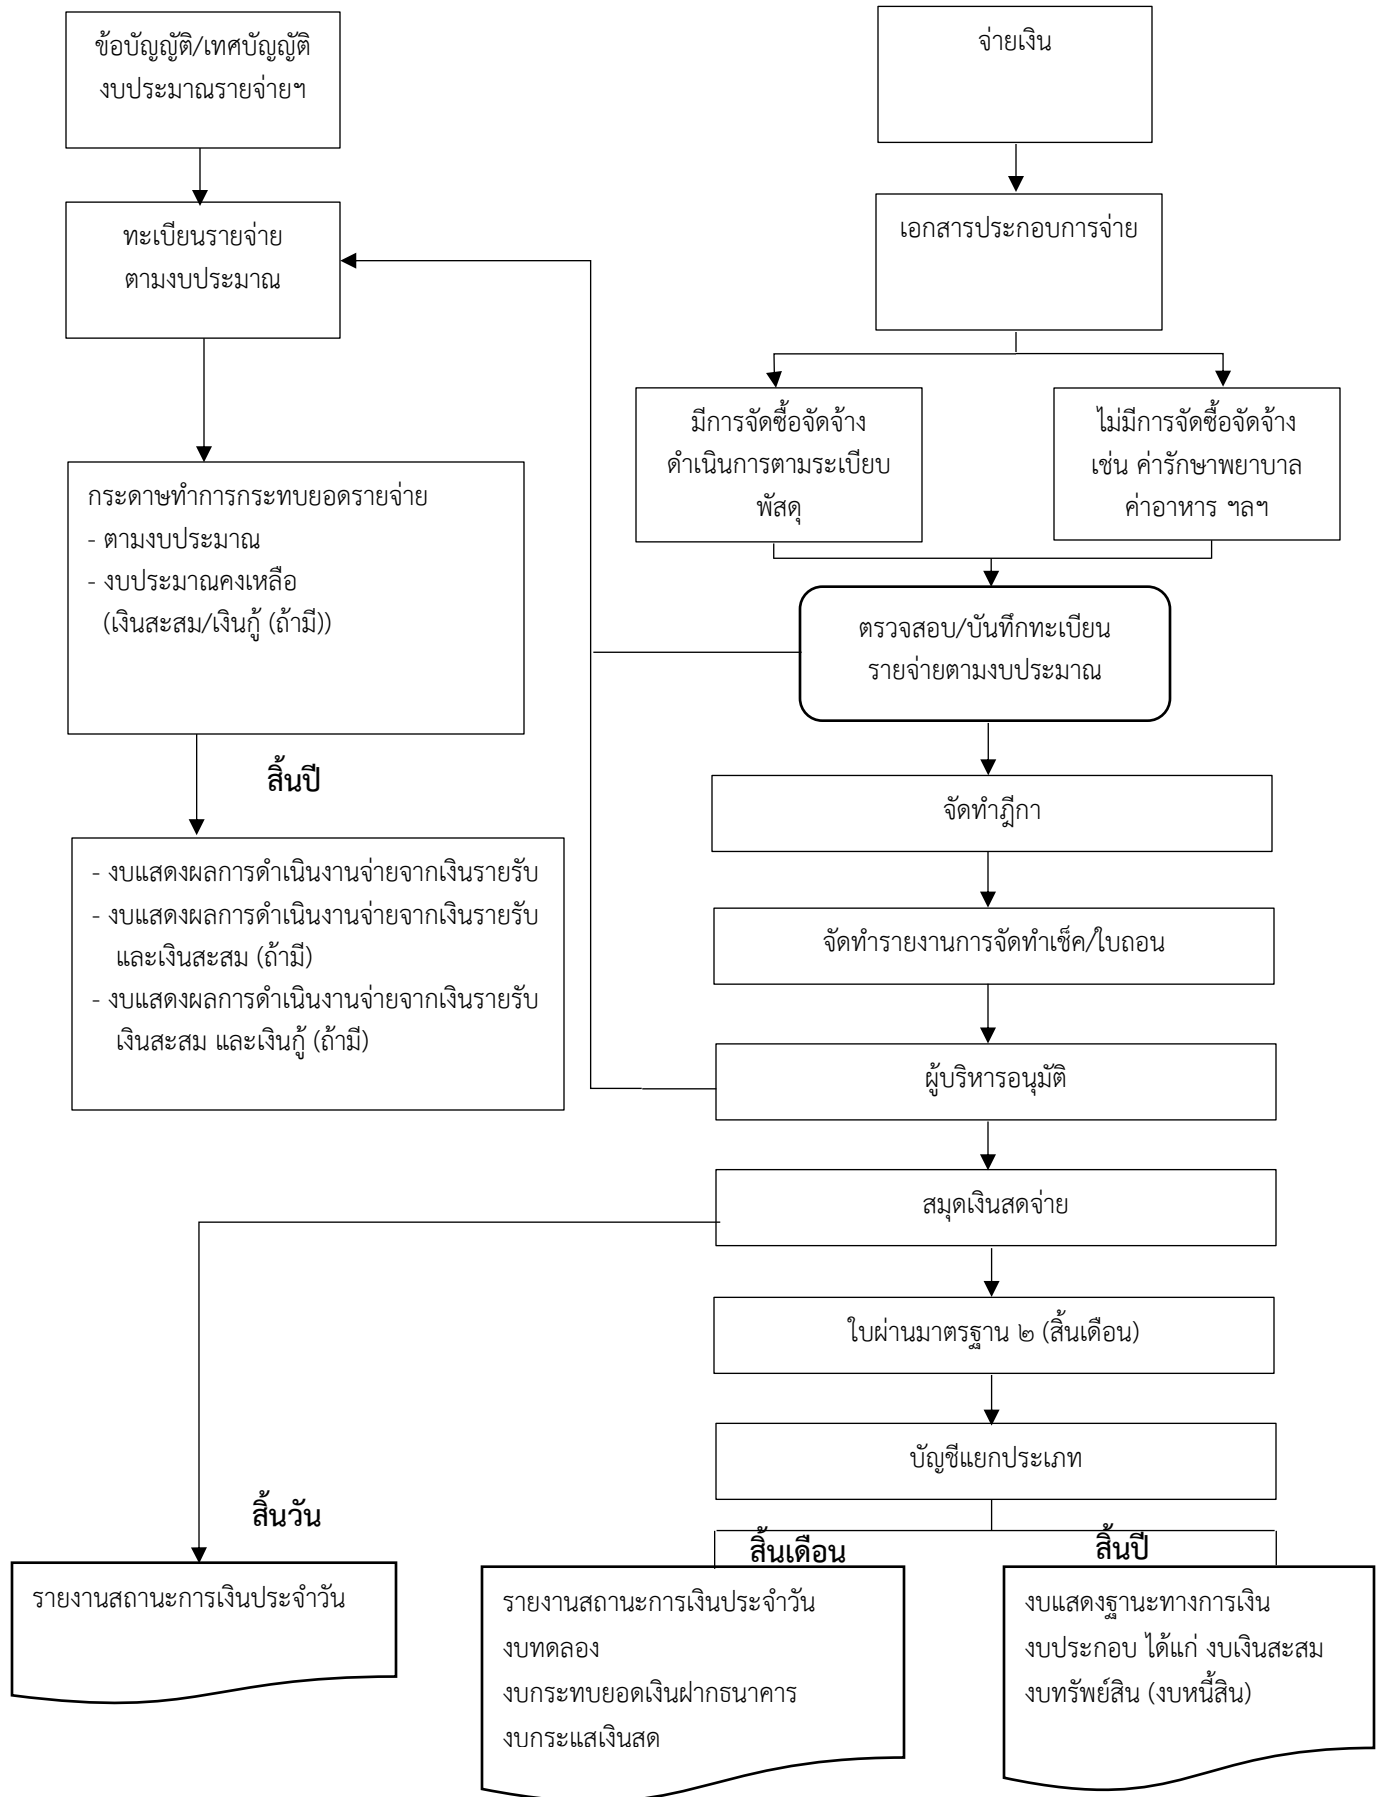 ข้อบัญญัติ/เทศบัญญัติ
งบประมาณรายจ่ายฯ
ทะเบียนรายจ่าย
ตามงบประมาณ
กระดาษทำการกระทบยอดรายจ่าย
- ตามงบประมาณ
- งบประมาณคงเหลือ
(เงินสะสม/เงินกู้ (ถ้ามี))
สิ้นปี
- งบแสดงผลการดำเนินงานจ่ายจากเงินรายรับ
- งบแสดงผลการดำเนินงานจ่ายจากเงินรายรับ
และเงินสะสม (ถ้ามี)
- งบแสดงผลการดำเนินงานจ่ายจากเงินรายรับ
เงินสะสม และเงินกู้ (ถ้ามี)
จ่ายเงิน
เอกสารประกอบการจ่าย
มีการจัดซื้อจัดจ้าง
ดำเนินการตามระเบียบ
พัสดุ
ไม่มีการจัดซื้อจัดจ้าง
เช่น ค่ารักษาพยาบาล
ค่าอาหาร ฯลฯ
ตรวจสอบ/บันทึกทะเบียน
รายจ่ายตามงบประมาณ
จัดทำฎีกา
จัดทำรายงานการจัดทำเช็ค/ใบถอน
ผู้บริหารอนุมัติ
สมุดเงินสดจ่าย
ใบผ่านมาตรฐาน ๒ (สิ้นเดือน)
บัญชีแยกประเภท
สิ้นวัน
รายงานสถานะการเงินประจำวัน
สิ้นเดือน
รายงานสถานะการเงินประจำวัน
งบทดลอง
งบกระทบยอดเงินฝากธนาคาร
งบกระแสเงินสด
สิ้นปี
งบแสดงฐานะทางการเงิน
งบประกอบ ได้แก่ งบเงินสะสม
งบทรัพย์สิน (งบหนี้สิน)